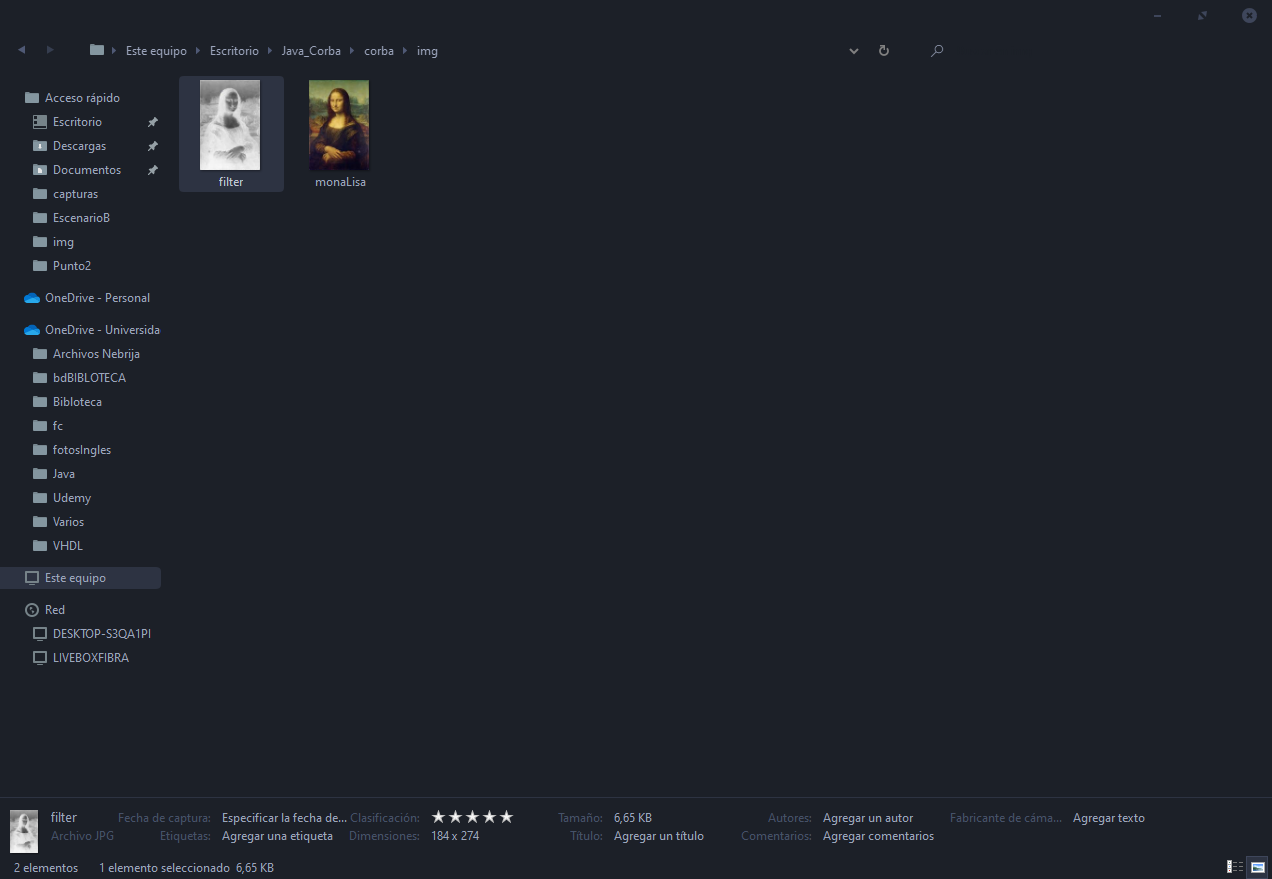 Este equipo Escritorio Java_Corba corba img
Acceso rápido
Escritorio
Descargas
Documentos
capturas
EscenarioB
img
Punto2
OneDrive - Personal
OneDrive - Universida
Archivos Nebrija
bdBIBLOTECA
Bibloteca
fc
fotosIngles
Java
Udemy
Varios
VHDL
Este equipo
Red
DESKTOP-S3QA1PI
LIVEBOXFIBRA
filter monaLisa
filter Fecha de captura: Especificar la fecha de... Clasificación: Tamaño: 6,65 KB Autores: Agregar un autor Fabricante de cáma... Agregar texto
Archivo JPG Etiquetas: Agregar una etiqueta Dimensiones: 184 x 274 Título: Agregar un título Comentarios: Agregar comentarios
2 elementos 1 elemento seleccionado 6,65 KB